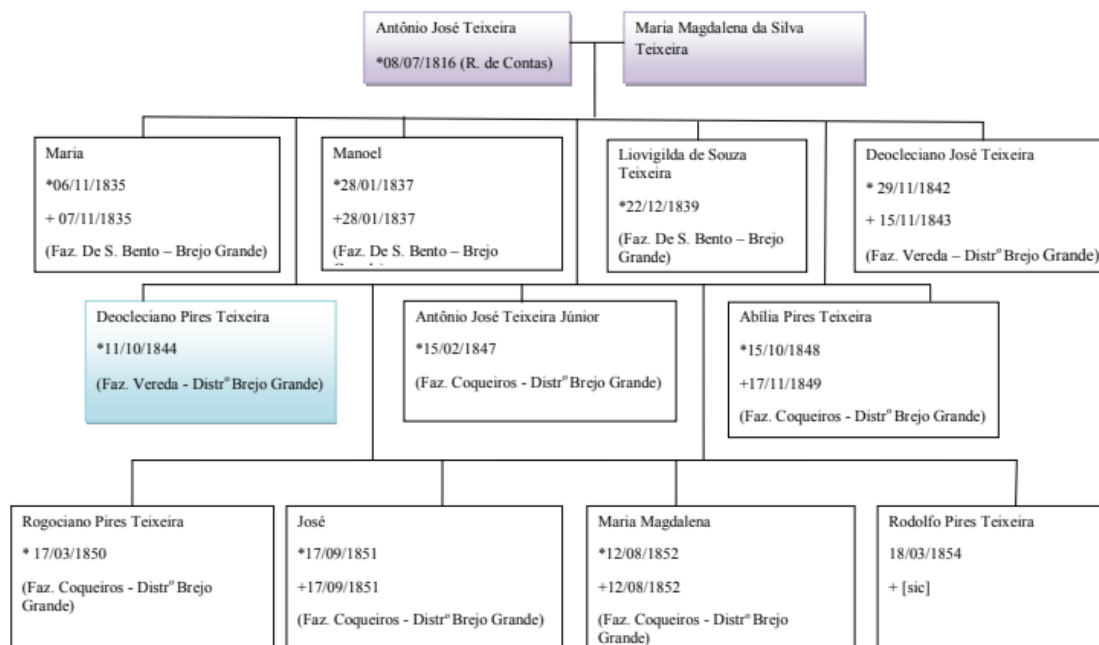 Antônio José Teixeira
*08/07/1816 (R. de Contas)
Maria Magdalena da Silva
Teixeira
Maria
*06/11/1835
+ 07/11/1835
(Faz. De S. Bento – Brejo Grande)
Manoel
*28/01/1837
+28/01/1837
(Faz. De S. Bento – Brejo
Liovigilda de Souza
Teixeira
*22/12/1839
(Faz. De S. Bento – Brejo
Grande)
Deocleciano José Teixeira
* 29/11/1842
+ 15/11/1843
(Faz. Vereda – Distrº Brejo Grande)
Deocleciano Pires Teixeira
*11/10/1844
(Faz. Vereda - Distrº Brejo Grande)
Antônio José Teixeira Júnior
*15/02/1847
(Faz. Coqueiros - Distrº Brejo Grande)
Abília Pires Teixeira
*15/10/1848
+17/11/1849
(Faz. Coqueiros - Distrº Brejo Grande)
Rogociano Pires Teixeira
* 17/03/1850
(Faz. Coqueiros - Distrº Brejo
Grande)
José
*17/09/1851
+17/09/1851
(Faz. Coqueiros - Distrº Brejo Grande)
Maria Magdalena
*12/08/1852
+12/08/1852
(Faz. Coqueiros - Distrº Brejo
Grande)
Rodolfo Pires Teixeira
18/03/1854
+ [sic]